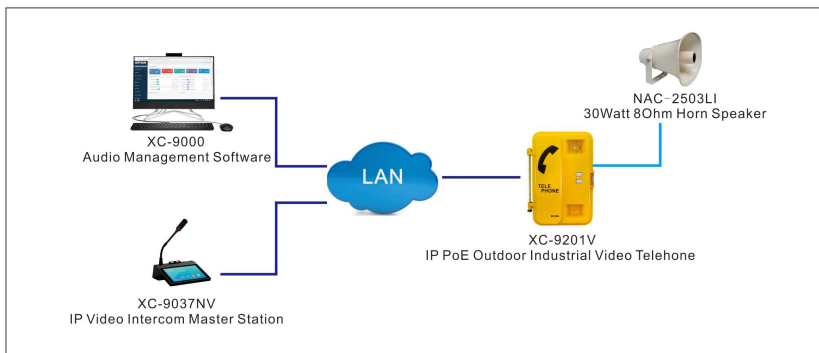 NAC-2503LI
30Watt 8Ohm Horn Speaker
XC-9000
Audio Management Software
LAN
TELE
PHONE
XC-9201V
IP PoE Outdoor Industrial Video Telehone
XC-9037NV
IP Video Intercom Master Station